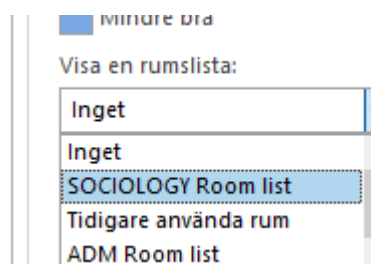 Mindre bra
Visa en rumslista:
Inget
Inget
SOCIOLOGY Room list
Tidigare använda rum
ADM Room list